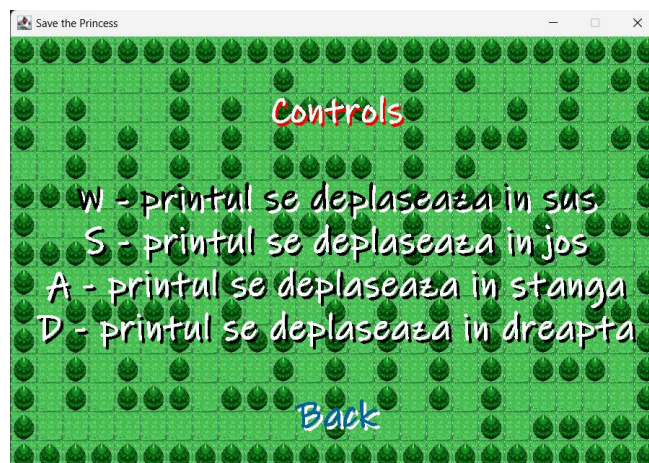 Save the Princess
Controls
W - printul se deplaseaza in sus
S - printul se deplaseaza in jos
A - printul se deplaseaza in stanga
D - printul se deplaseaza in dreapta
Back